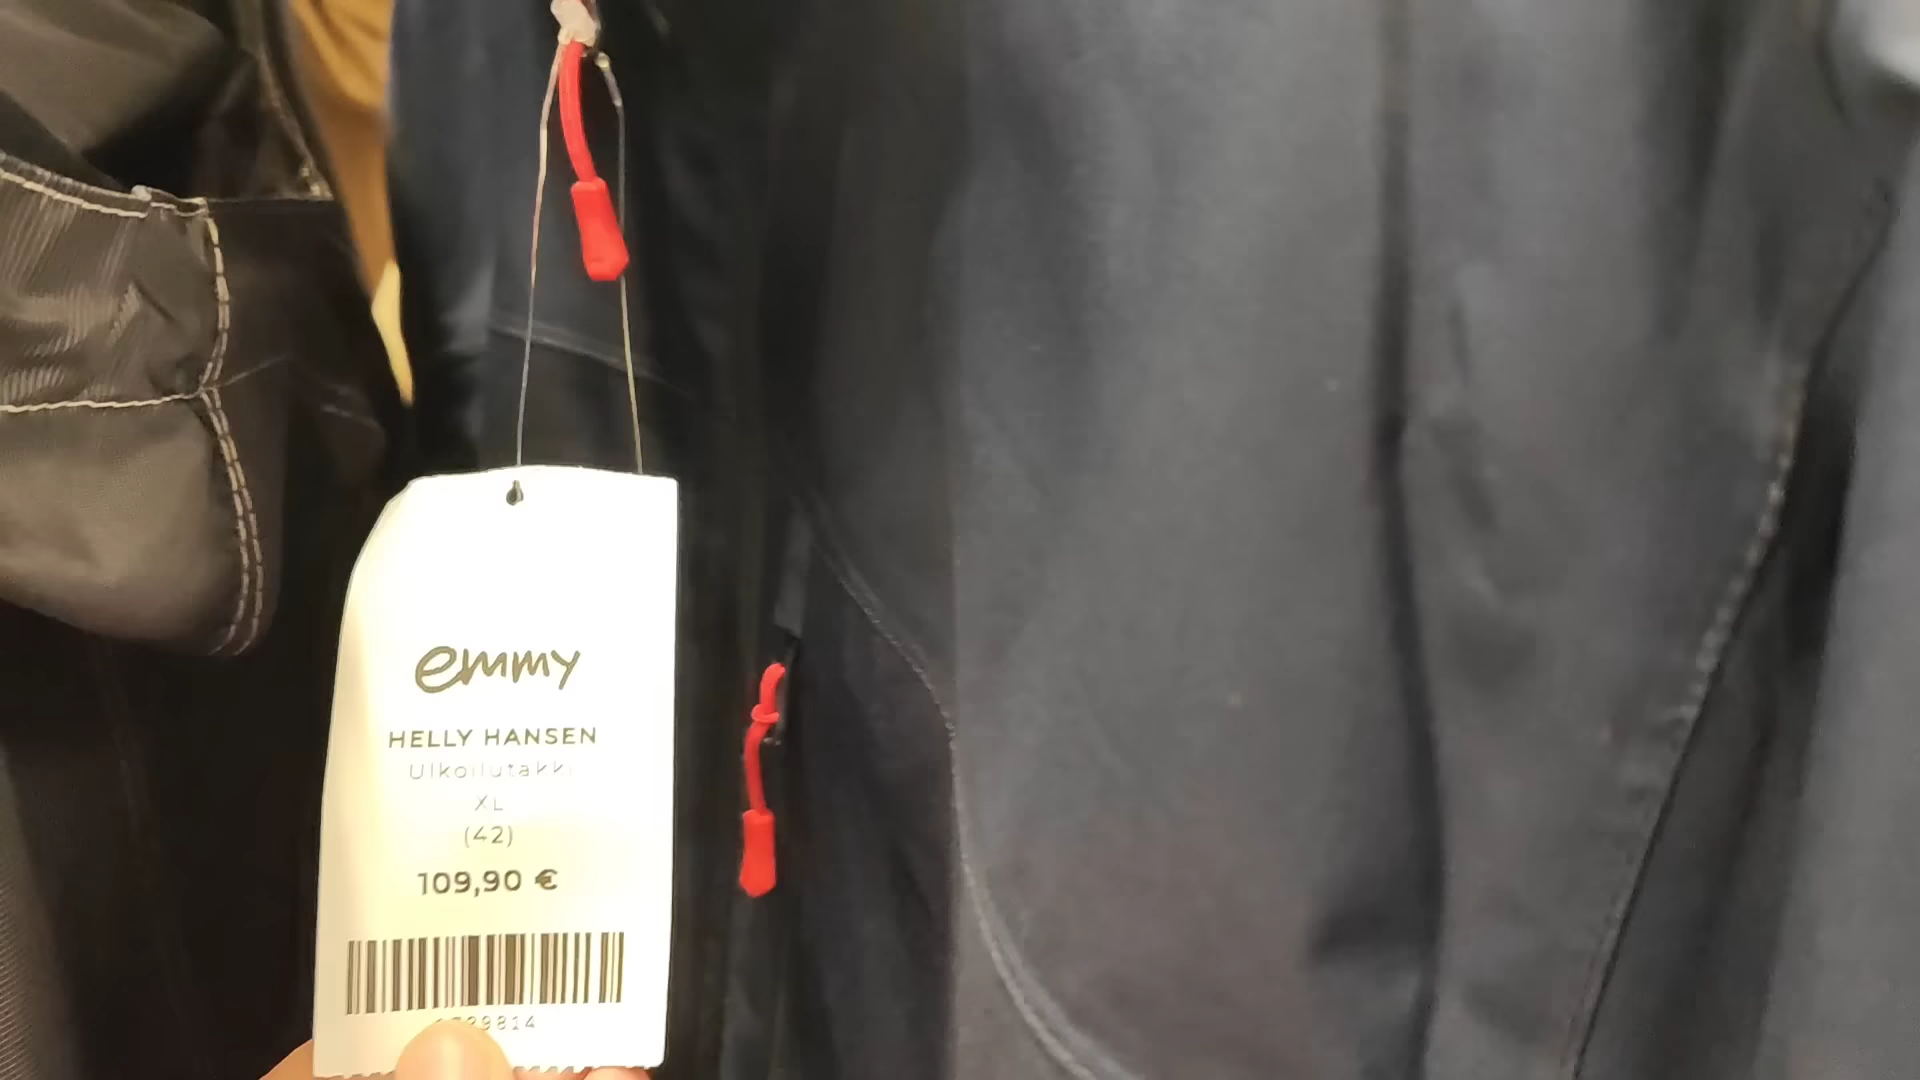 emmy
HELLY HANSEN
Ulkoilutakki
XL
(42)
109,90 €